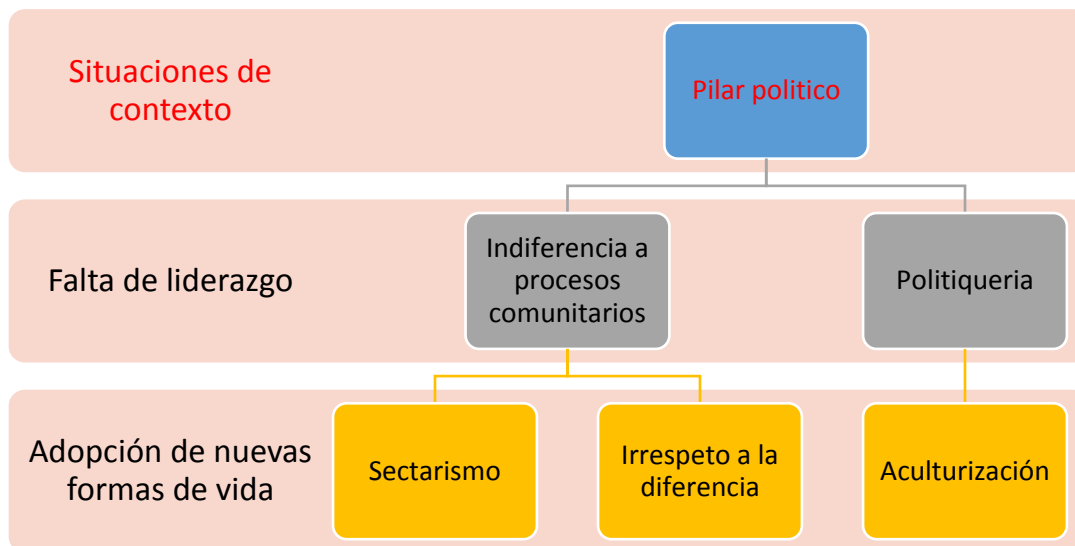 Situaciones de
contexto
Pilar politico
Falta de liderazgo
Indiferencia a
procesos
comunitarios
Politiqueria
Adopción de nuevas
formas de vida
Sectarismo
Irrespeto a la
diferencia
Aculturización